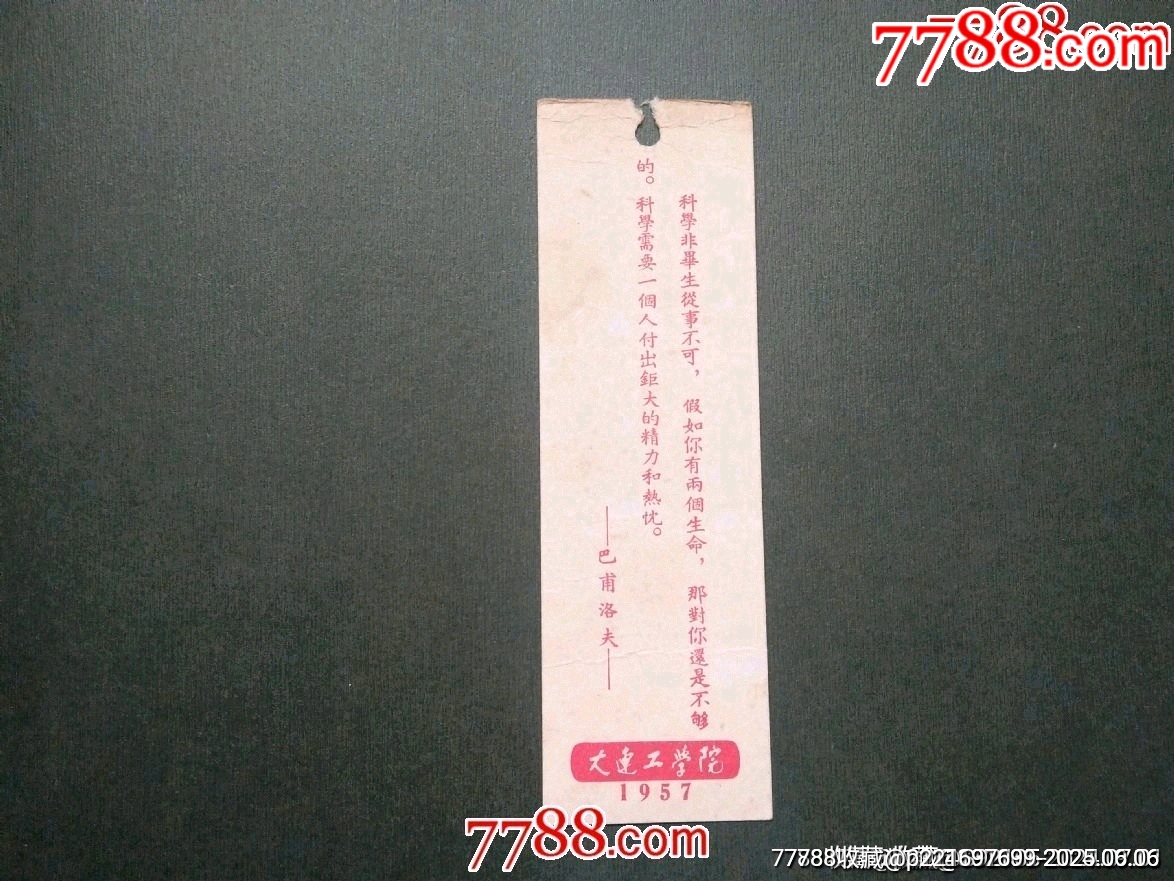 7788.com
科學非畢生從事不可，假如你有兩個生命，那對你還是不够
的。科學需要一個人付出鉅大的精力和熱忱。
——巴甫洛夫——
大連工學院
1957
7788.com